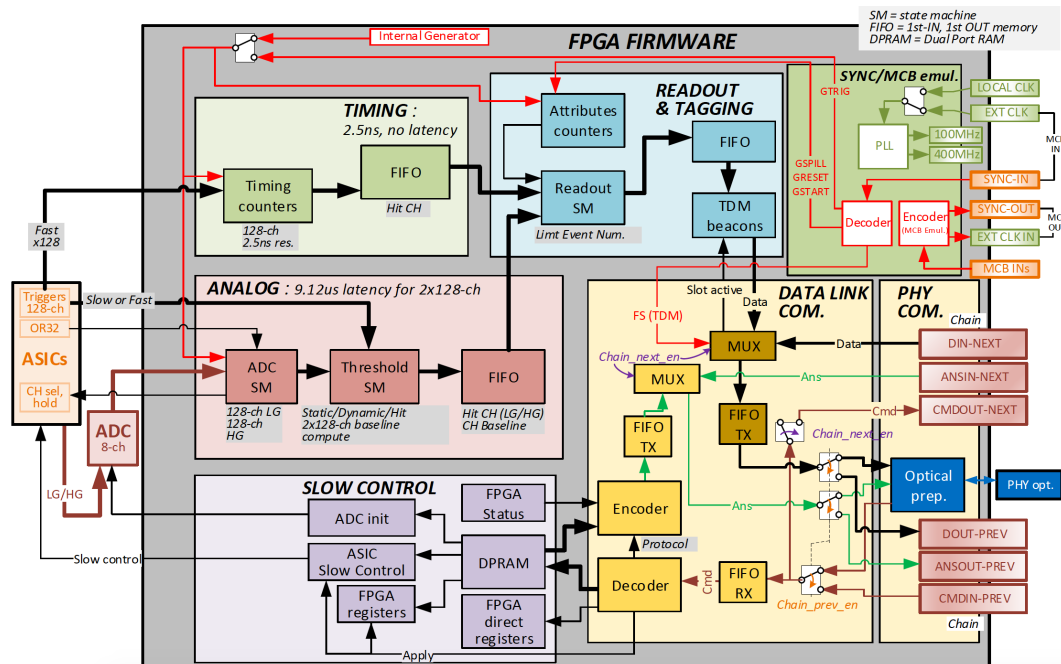 SM = state machine
FIFO = 1st-IN, 1st OUT memory
DPRAM = Dual Port RAM
Internal Generator
FPGA FIRMWARE
SYNC/MCB emul.
GTRIG
LOCAL CLK
EXT CLK
PLL
100MHz
400MHz
MCB
IN
SYNC-IN
Decoder
Encoder
(MCB Emul.)
SYNC-OUT
EXT CLKIN
MCB INs
GSPILL
GRESET
GSTART
READOUT
& TAGGING
Attributes
counters
FIFO
Readout
SM
Limt Event Num.
TDM
beacons
TIMING :
2.5ns, no latency
Timing
counters
128-ch
2.5ns res.
FIFO
Hit CH
Fast
x128
Slow or Fast
Triggers
128-ch
OR32
ASICs
CH sel,
hold
ADC
8-ch
LG/HG
Slow control
ANALOG : 9.12us latency for 2x128-ch
ADC
SM
128-ch LG
128-ch
HG
Threshold
SM
Static/Dynamic/Hit
2x128-ch baseline
compute
FIFO
Hit CH (LG/HG)
CH Baseline
Slot active
Data
DATA LINK
COM.
PHY
COM.
FS (TDM)
MUX
Data
Chain_next_en
MUX
Ans
FIFO
TX
FIFO
TX
Cmd
Chain_next_en
Ans
Encoder
Protocol
Decoder
Cmd
FIFO
RX
Chain_prev_en
Optical
prep.
PHY opt.
Chain
DIN-NEXT
ANSIN-NEXT
CMDOUT-NEXT
DOUT-PREV
ANSOUT-PREV
CMDIN-PREV
Chain
SLOW CONTROL
ADC init
ASIC
Slow Control
FPGA
registers
FPGA
Status
DPRAM
FPGA
direct
registers
Apply